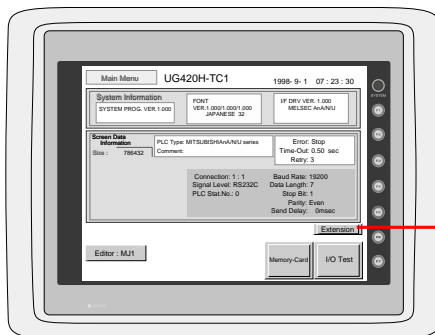 Main Menu UG420H-TC1 1998- 9- 1 07 : 23 : 30
SYSTEM
System Information
SYSTEM PROG. VER.1.000
FONT
VER.1.000/1.000/1.000
JAPANESE 32
I/F DRV VER. 1.000
MELSEC AnA/N/U
Screen Data
Information
Size : 786432
PLC Type: MITSUBISHIAnA/N/U series
Comment:
Error: Stop
Time-Out: 0.50 sec
Retry: 3
Connection: 1 : 1 Baud Rate: 19200
Signal Level: RS232C Data Length: 7
PLC Stat.No.: 0 Stop Bit: 1
Parity: Even
Send Delay: 0msec
Extension
Editor : MJ1
Memory-Card
I/O Test